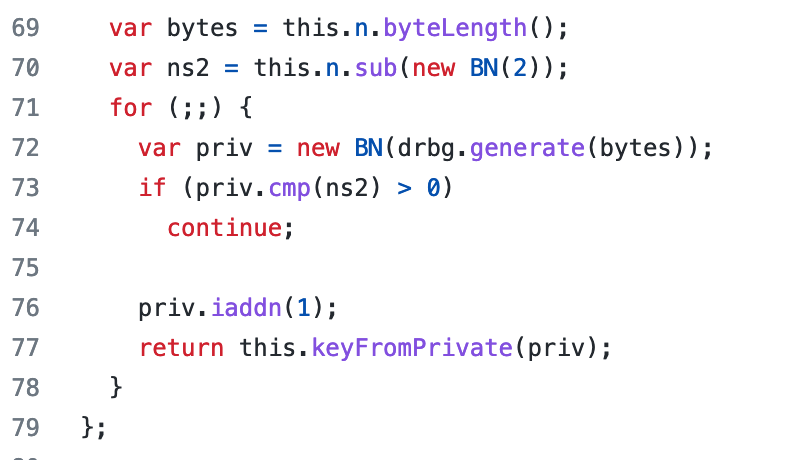 69 var bytes = this.n.byteLength();
70 var ns2 = this.n.sub(new BN(2));
71 for (;;) {
72 var priv = new BN(drbg.generate(bytes));
73 if (priv.cmp(ns2) > 0)
74 continue;
75
76 priv.iaddn(1);
77 return this.keyFromPrivate(priv);
78 }
79 };